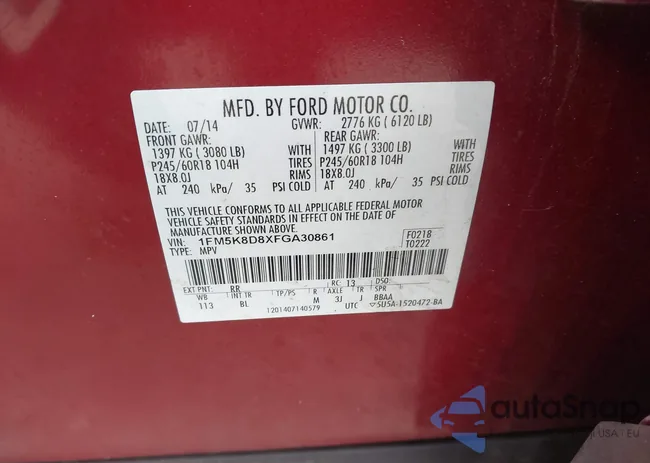 MFD. BY FORD MOTOR CO.
DATE: 07/14 GVWR: 2776 KG ( 6120 LB)
FRONT GAWR: REAR GAWR:
1397 KG ( 3080 LB) WITH 1497 KG ( 3300 LB) WITH
P245/60R18 104H TIRES P245/60R18 104H TIRES
18X8.0J RIMS 18X8.0J RIMS
AT 240 kPa/ 35 PSI COLD AT 240 kPa/ 35 PSI COLD
THIS VEHICLE CONFORMS TO ALL APPLICABLE FEDERAL MOTOR
VEHICLE SAFETY STANDARDS IN EFFECT ON THE DATE OF
MANUFACTURE SHOWN ABOVE.
VIN: 1FM5K8D8XFGA30861 F0218
TYPE: MPV T0222
EXT PNT: RR RC: 13 DSO
WB INT TR TP/PS R AXLE TR SPR
113 BL M 3J J BBAA
1201407140579 UTC ▽5U5A-1520472-BA
autoSnap
USA | EU